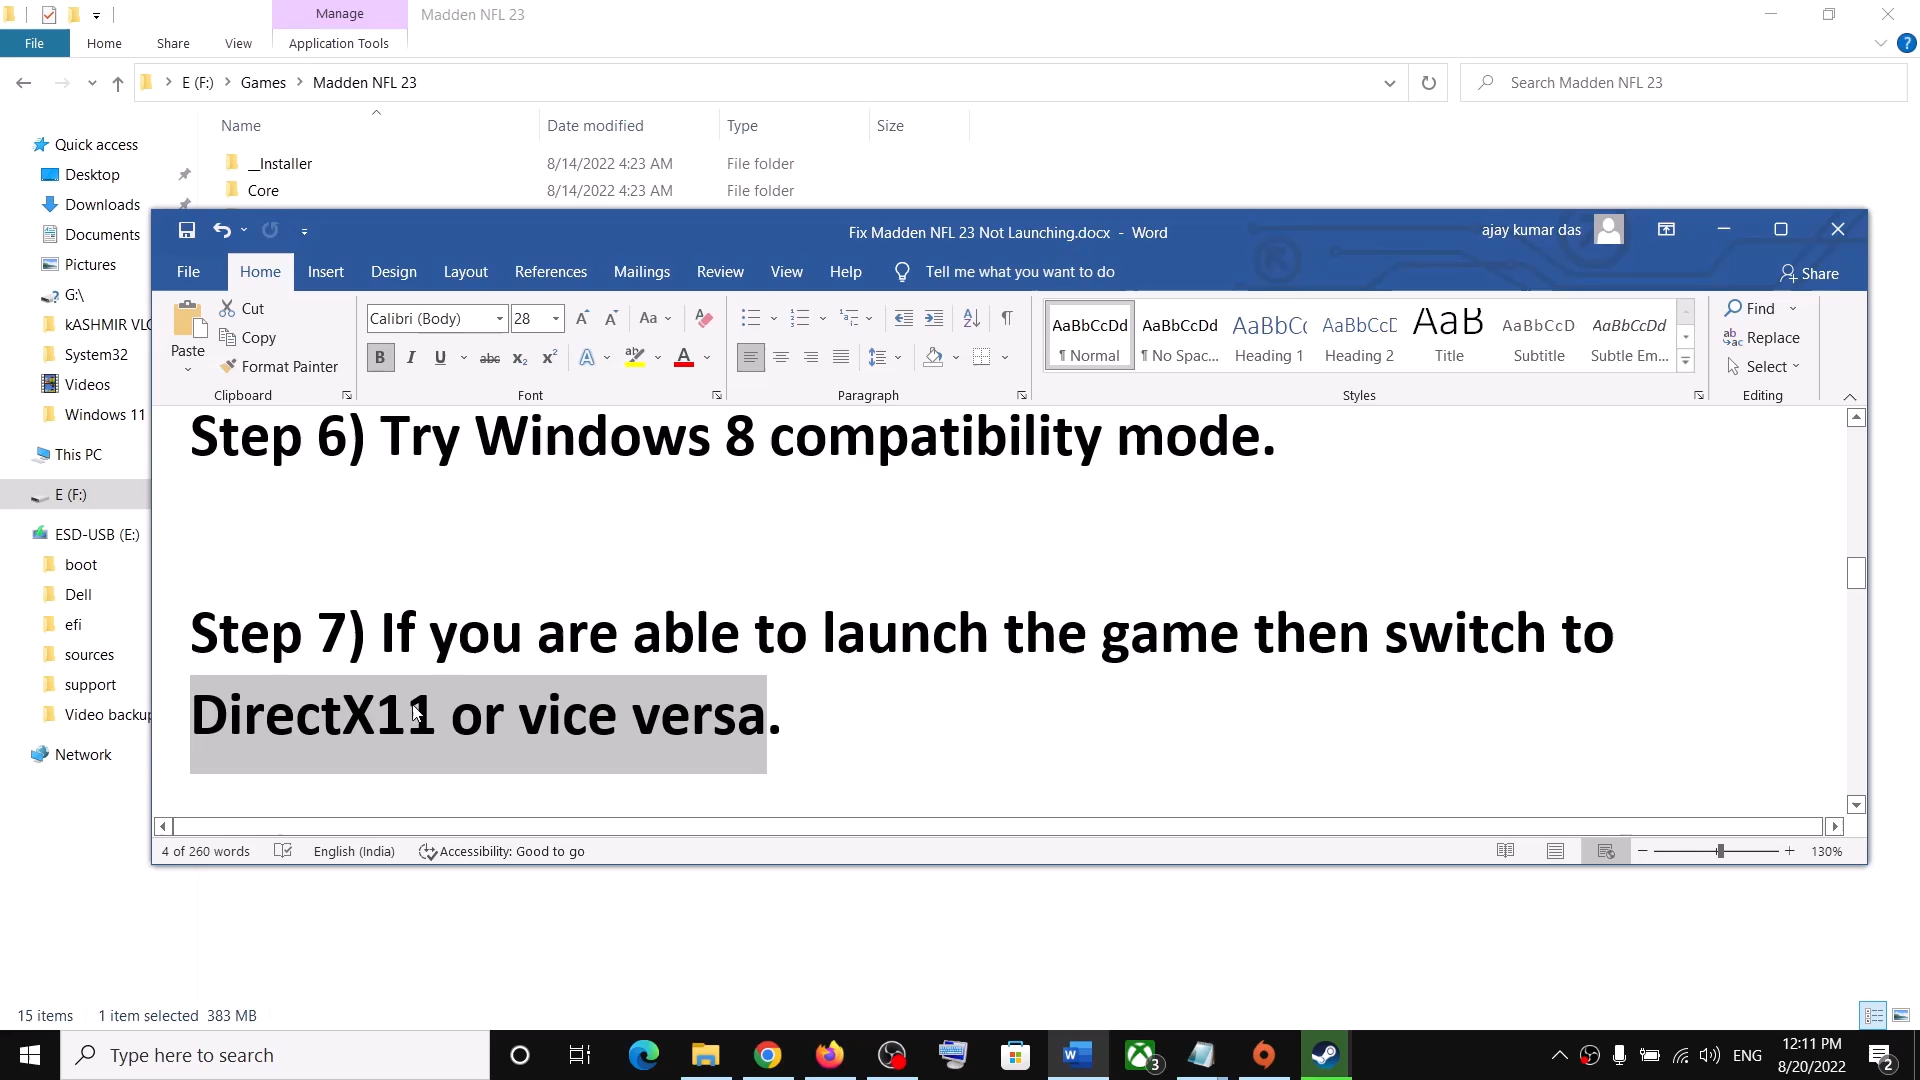 Manage
Madden NFL 23
File
Home
Share
View
Application Tools
E (F:)
Games
Madden NFL 23
Search Madden NFL 23
Name
Date modified
Type
Size
Quick access
__Installer
8/14/2022 4:23 AM
File folder
Desktop
Core
8/14/2022 4:23 AM
File folder
Downloads
Documents
Pictures
G:\
kASHMIR VLO
System32
Videos
Windows 11
This PC
E (F:)
ESD-USB (E:)
boot
Dell
efi
sources
support
Video backup
Network
Fix Madden NFL 23 Not Launching.docx - Word
ajay kumar das
File
Home
Insert
Design
Layout
References
Mailings
Review
View
Help
Tell me what you want to do
Share
Paste
Cut
Copy
Format Painter
Calibri (Body)
28
AaBbCcDd
¶ Normal
AaBbCcDd
¶ No Spac...
AaBbCc
Heading 1
AaBbCcD
Heading 2
AaB
Title
AaBbCcD
Subtitle
AaBbCcDd
Subtle Em...
Find
Replace
Select
Clipboard
Font
Paragraph
Styles
Editing
Step 6) Try Windows 8 compatibility mode.
Step 7) If you are able to launch the game then switch to
DirectX11 or vice versa.
4 of 260 words
English (India)
Accessibility: Good to go
130%
15 items
1 item selected 383 MB
Type here to search
3
ENG
12:11 PM
8/20/2022
2